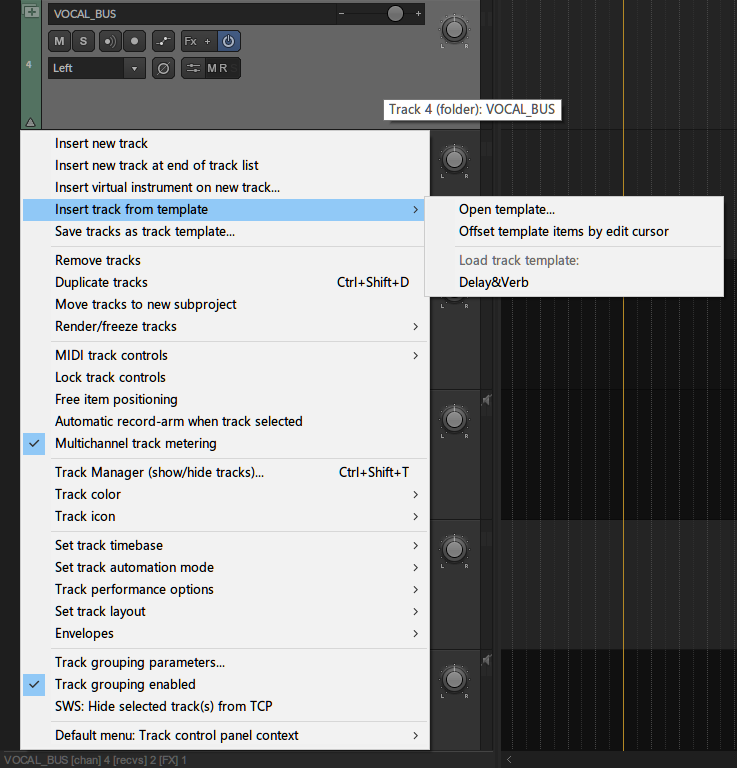 VOCAL_BUS
− +
M S Fx +
4
Left M R
L R
Track 4 (folder): VOCAL_BUS
Insert new track
Insert new track at end of track list
Insert virtual instrument on new track...
Insert track from template
Save tracks as track template...
Open template...
Offset template items by edit cursor
Load track template:
Delay&Verb
Remove tracks
Duplicate tracks Ctrl+Shift+D
Move tracks to new subproject
Render/freeze tracks
MIDI track controls
Lock track controls
Free item positioning
Automatic record-arm when track selected
Multichannel track metering
Track Manager (show/hide tracks)... Ctrl+Shift+T
Track color
Track icon
Set track timebase
Set track automation mode
Track performance options
Set track layout
Envelopes
Track grouping parameters...
Track grouping enabled
SWS: Hide selected track(s) from TCP
Default menu: Track control panel context
L R
L R
L R
L R
L R
VOCAL_BUS [chan] 4 [recvs] 2 [FX] 1